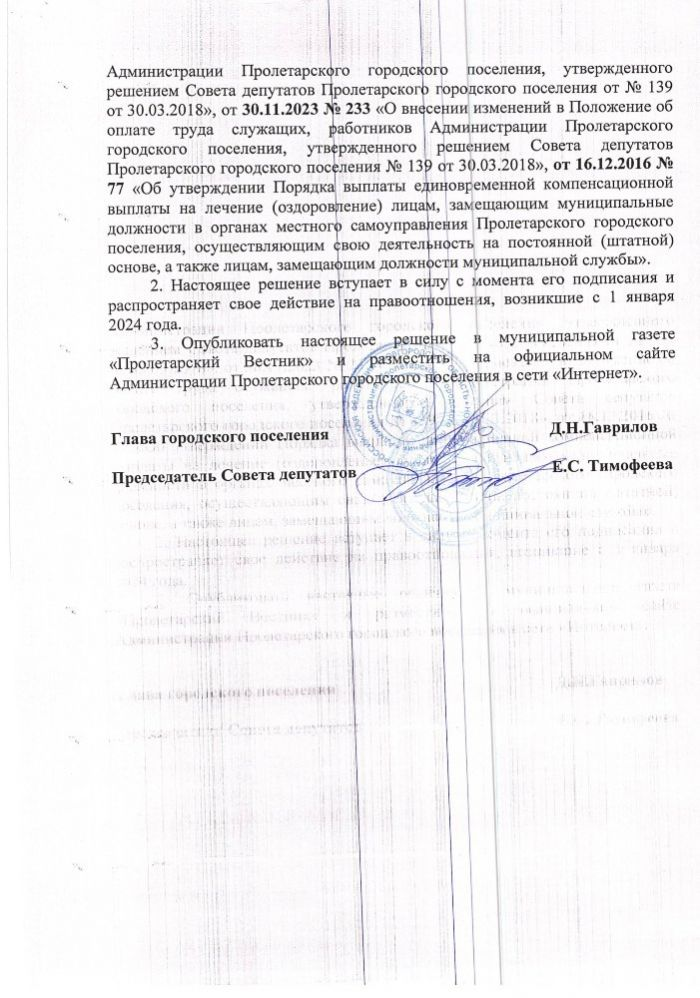 Администрации Пролетарского городского поселения, утвержденного
решением Совета депутатов Пролетарского городского поселения от № 139
от 30.03.2018», от 30.11.2023 № 233 «О внесении изменений в Положение об
оплате труда служащих, работников Администрации Пролетарского
городского поселения, утвержденного решением Совета депутатов
Пролетарского городского поселения № 139 от 30.03.2018», от 16.12.2016 №
77 «Об утверждении Порядка выплаты единовременной компенсационной
выплаты на лечение (оздоровление) лицам, замещающим муниципальные
должности в органах местного самоуправления Пролетарского городского
поселения, осуществляющим свою деятельность на постоянной (штатной)
основе, а также лицам, замещающим должности муниципальной службы».
2. Настоящее решение вступает в силу с момента его подписания и
распространяет свое действие на правоотношения, возникшие с 1 января
2024 года.
3. Опубликовать настоящее решение в муниципальной газете
«Пролетарский Вестник» и разместить на официальном сайте
Администрации Пролетарского городского поселения в сети «Интернет».
Глава городского поселения Д.Н.Гаврилов
Председатель Совета депутатов Е.С. Тимофеева